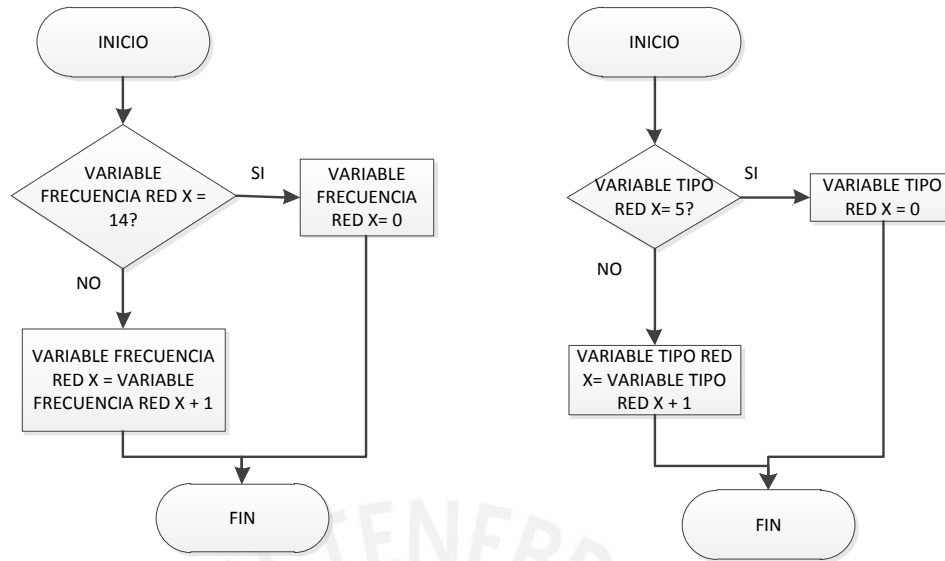 INICIO
VARIABLE
FRECUENCIA RED X =
14?
SI
VARIABLE
FRECUENCIA
RED X= 0
NO
VARIABLE FRECUENCIA
RED X = VARIABLE
FRECUENCIA RED X + 1
FIN
INICIO
VARIABLE TIPO
RED X= 5?
SI
VARIABLE TIPO
RED X = 0
NO
VARIABLE TIPO RED
X= VARIABLE TIPO
RED X + 1
FIN